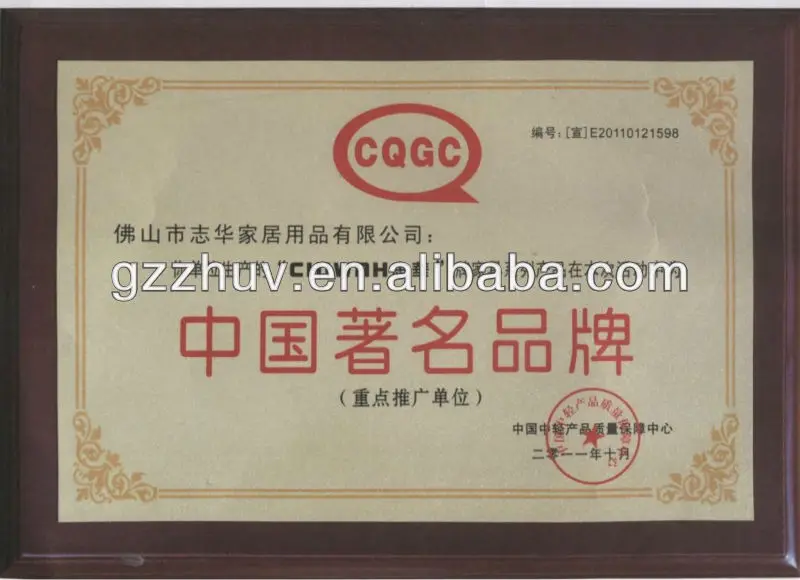 CQGC
编号:[宣]E20110121598
佛山市志华家居用品有限公司:
gzzhuv.en.alibaba.com
中国著名品牌
(重点推广单位)
中国中轻产品质量保障中心
二零一一年十月